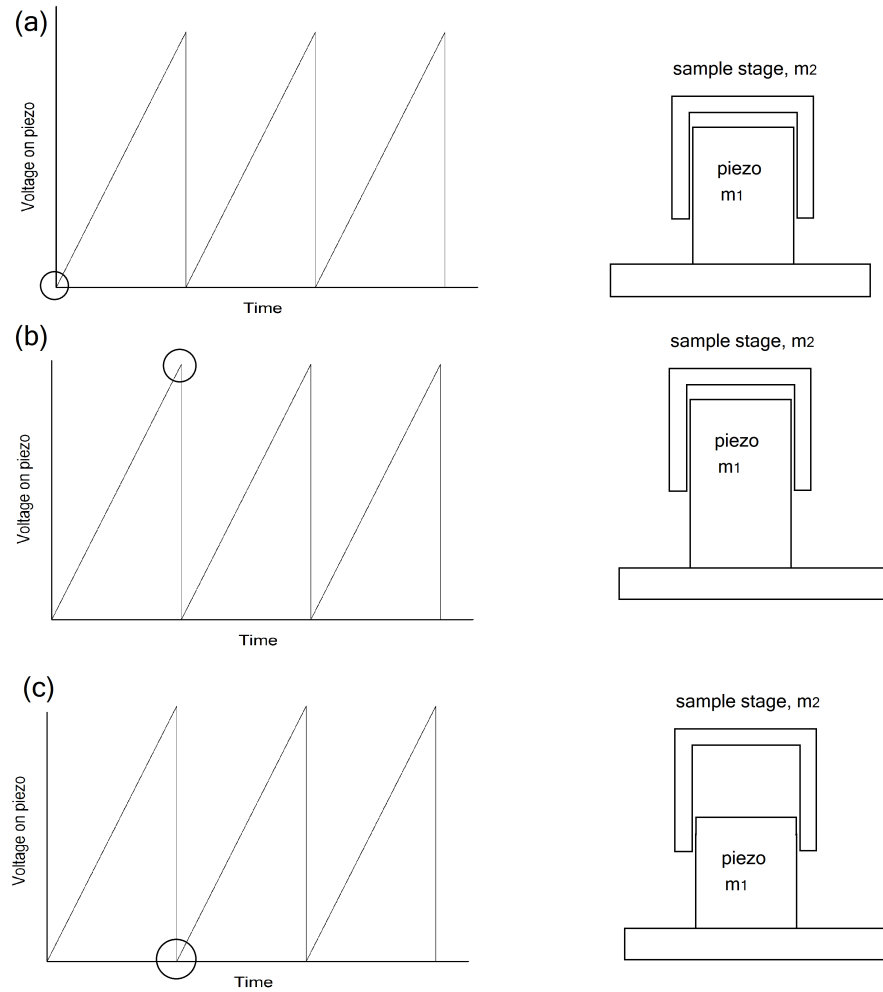 (a)
Voltage on piezo
Time
sample stage, m2
piezo
m1
(b)
Voltage on piezo
Time
sample stage, m2
piezo
m1
(c)
Voltage on piezo
Time
sample stage, m2
piezo
m1